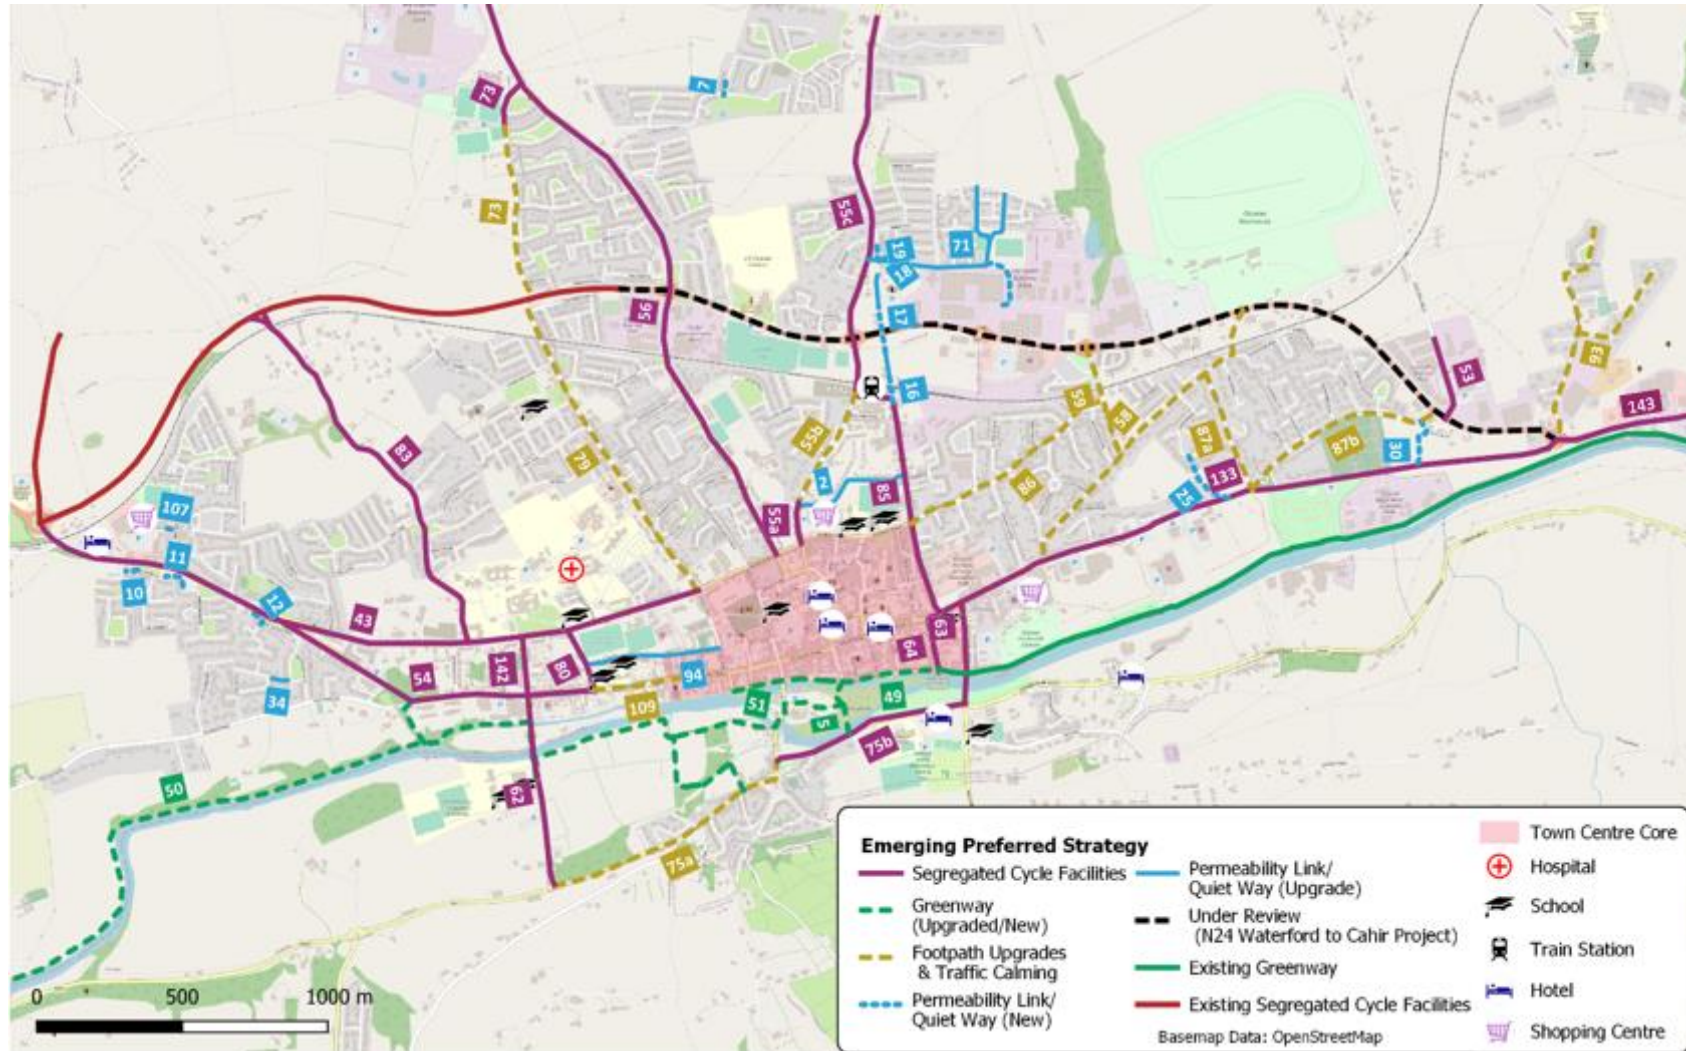 7
73
73
55c
19
71
18
17
56
16
53
93
143
59
58
83
79
55b
87a
87b
30
86
133
2
85
25
107
55a
11
10
12
43
63
64
142
80
54
94
34
109
51
49
5
75b
50
62
75a
Emerging Preferred Strategy
Segregated Cycle Facilities
Greenway
(Upgraded/New)
Footpath Upgrades
& Traffic Calming
Permeability Link/
Quiet Way (New)
Permeability Link/
Quiet Way (Upgrade)
Under Review
(N24 Waterford to Cahir Project)
Existing Greenway
Existing Segregated Cycle Facilities
Basemap Data: OpenStreetMap
Town Centre Core
Hospital
School
Train Station
Hotel
Shopping Centre
0 500 1000 m